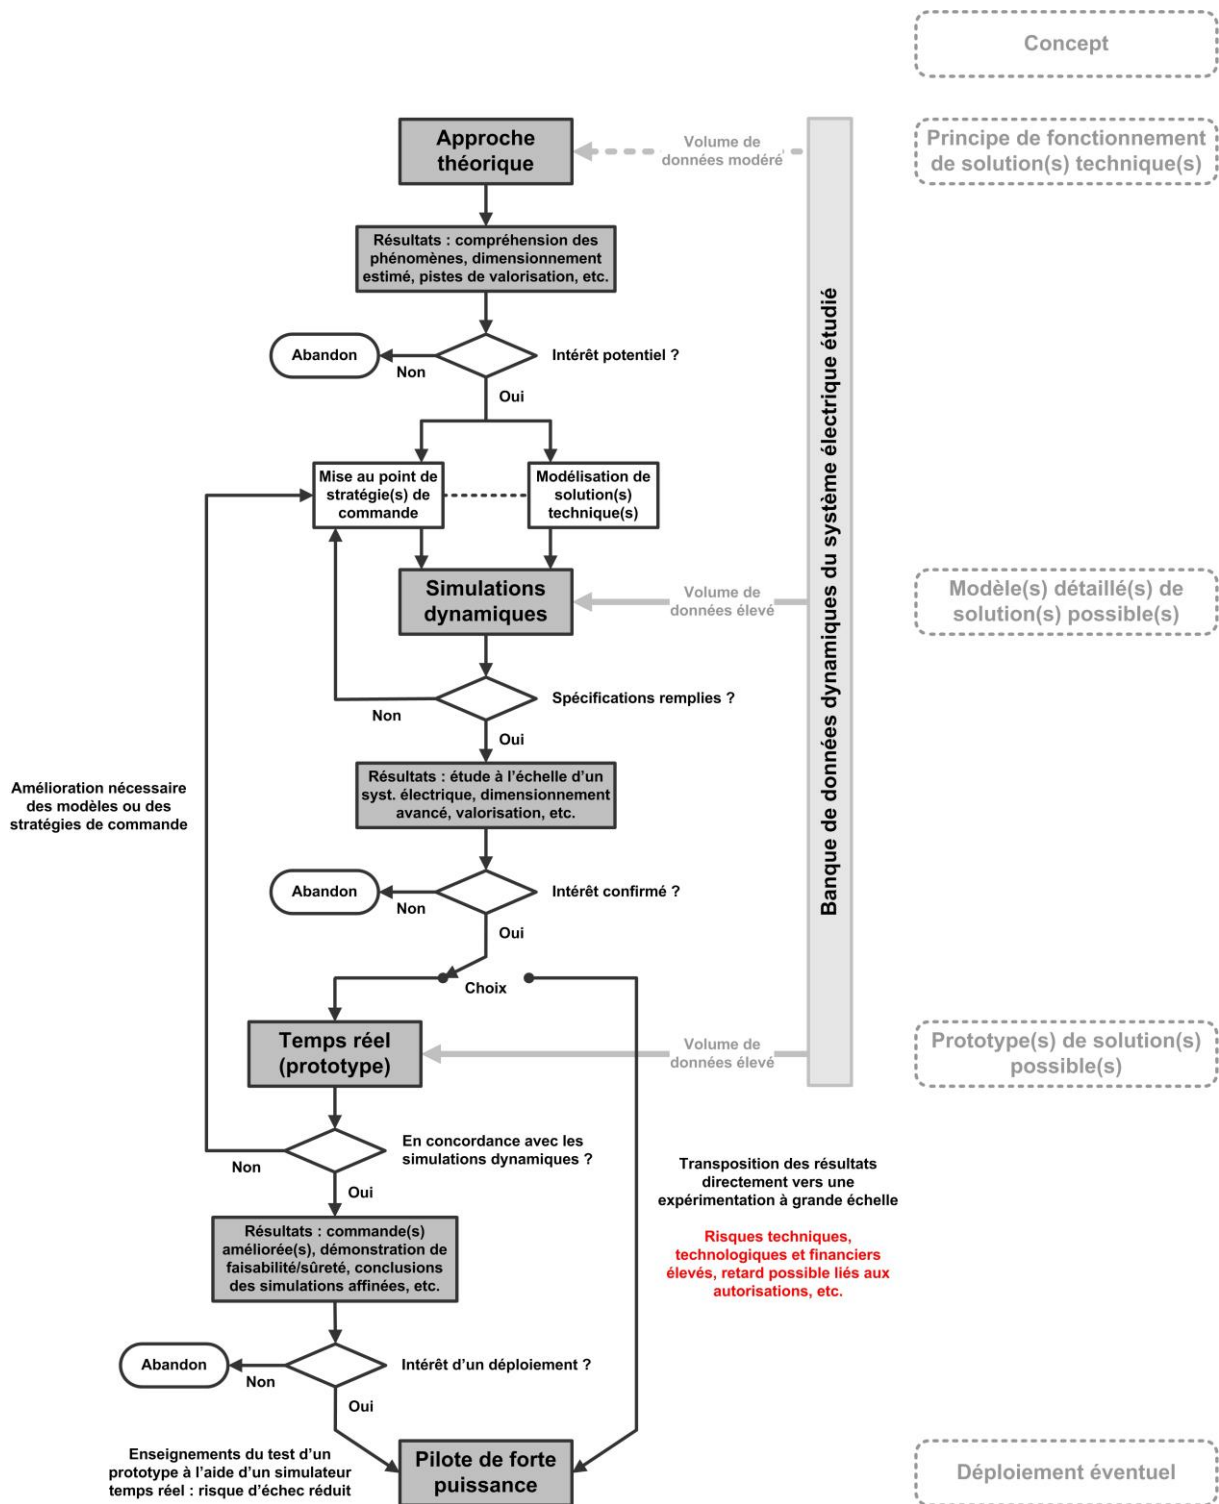 Concept
Approche
théorique
Volume de
données modéré
Principe de fonctionnement
de solution(s) technique(s)
Résultats : compréhension des
phénomènes, dimensionnement
estimé, pistes de valorisation, etc.
Abandon
Non
Intérêt potentiel ?
Oui
Mise au point de
stratégie(s) de
commande
Modélisation de
solution(s)
technique(s)
Banque de données dynamiques du système électrique étudié
Simulations
dynamiques
Volume de
données élevé
Modèle(s) détaillé(s) de
solution(s) possible(s)
Non
Spécifications remplies ?
Oui
Amélioration nécessaire
des modèles ou des
stratégies de commande
Résultats : étude à l’échelle d’un
syst. électrique, dimensionnement
avancé, valorisation, etc.
Abandon
Non
Intérêt confirmé ?
Oui
Choix
Temps réel
(prototype)
Volume de
données élevé
Prototype(s) de solution(s)
possible(s)
Non
En concordance avec les
simulations dynamiques ?
Oui
Transposition des résultats
directement vers une
expérimentation à grande échelle
Risques techniques,
technologiques et financiers
élevés, retard possible liés aux
autorisations, etc.
Résultats : commande(s)
améliorée(s), démonstration de
faisabilité/sûreté, conclusions
des simulations affinées, etc.
Abandon
Non
Intérêt d’un déploiement ?
Oui
Enseignements du test d’un
prototype à l’aide d’un simulateur
temps réel : risque d’échec réduit
Pilote de forte
puissance
Déploiement éventuel